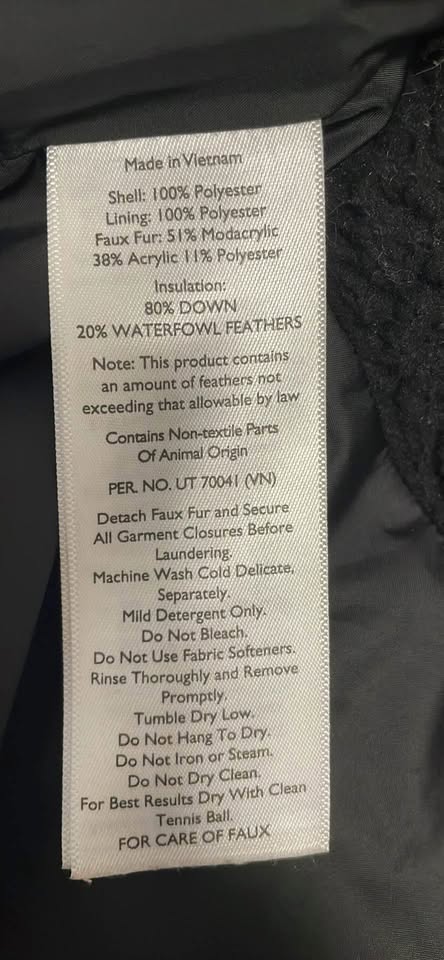 Made in Vietnam
Shell: 100% Polyester
Lining: 100% Polyester
Faux Fur: 51% Modacrylic
38% Acrylic 11% Polyester
Insulation:
80% DOWN
20% WATERFOWL FEATHERS
Note: This product contains
an amount of feathers not
exceeding that allowable by law
Contains Non-textile Parts
Of Animal Origin
PER. NO. UT 70041 (VN)
Detach Faux Fur and Secure
All Garment Closures Before
Laundering.
Machine Wash Cold Delicate,
Separately.
Mild Detergent Only.
Do Not Bleach.
Do Not Use Fabric Softeners.
Rinse Thoroughly and Remove
Promptly.
Tumble Dry Low.
Do Not Hang To Dry.
Do Not Iron or Steam.
Do Not Dry Clean.
For Best Results Dry With Clean
Tennis Ball.
FOR CARE OF FAUX